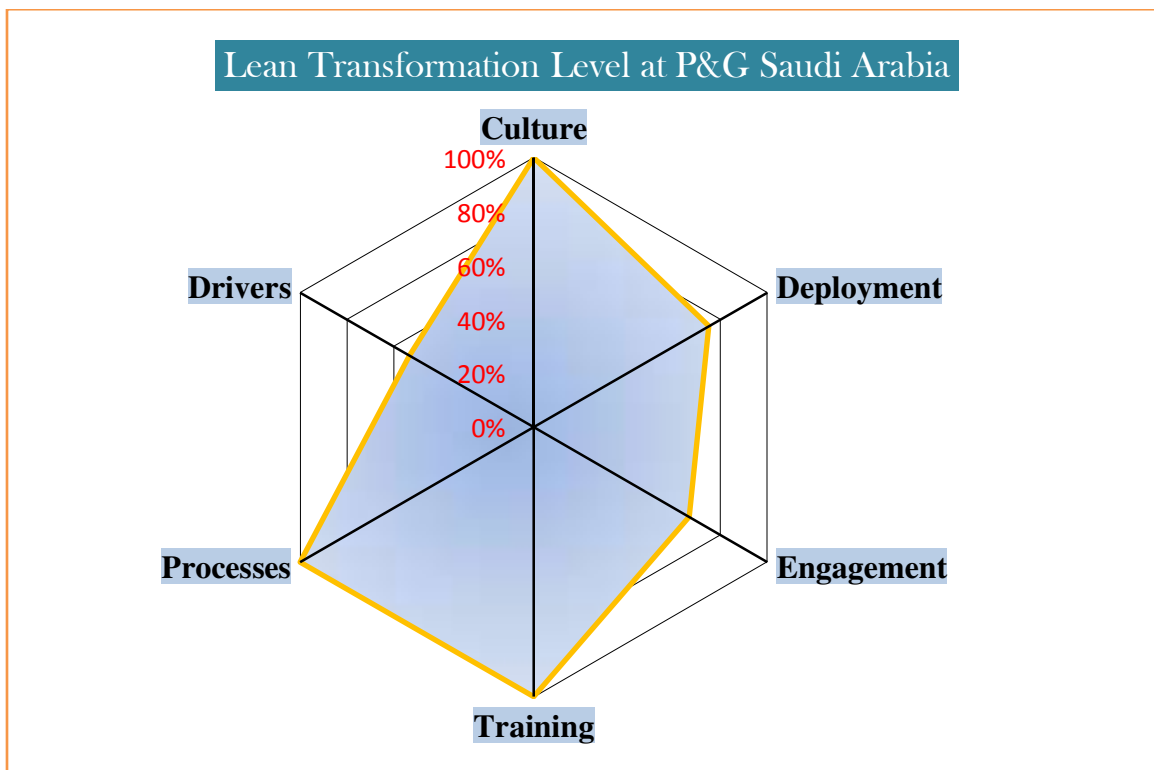 Lean Transformation Level at P&G Saudi Arabia
Culture
100%
80%
60%
40%
20%
0%
Drivers
Deployment
Processes
Engagement
Training